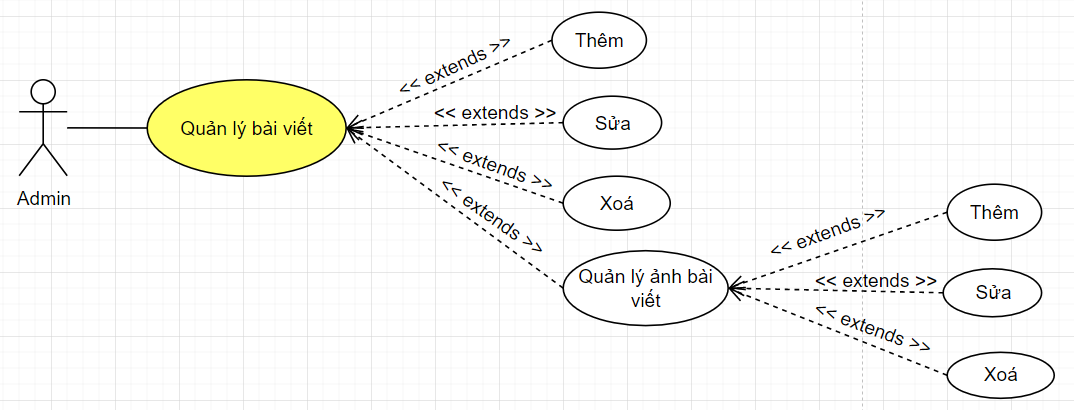 Thêm
<< extends >>
<< extends >>
Sửa
Quản lý bài viết
<< extends >>
Admin
Xoá
<< extends >>
Thêm
<< extends >>
Quản lý ảnh bài
viết
<< extends >>
Sửa
<< extends >>
Xoá